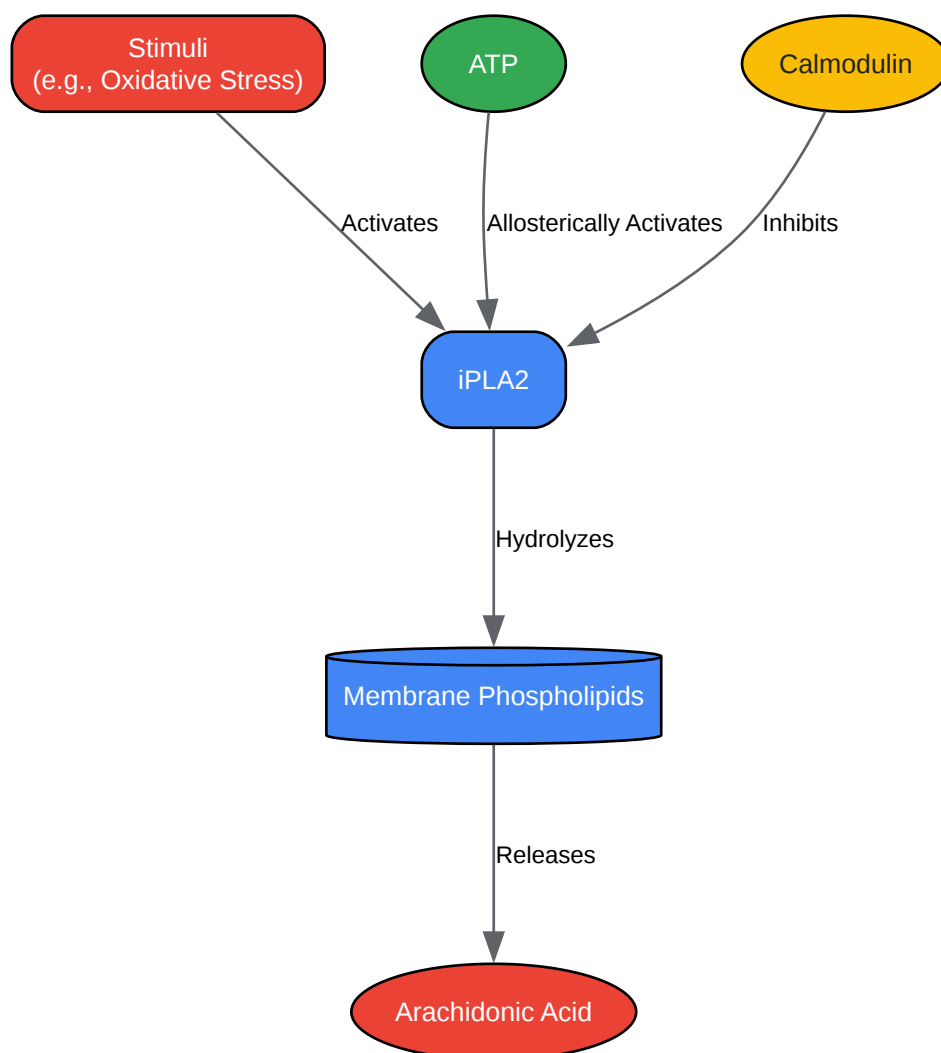 Stimuli
(e.g., Oxidative Stress)
ATP
Calmodulin
Activates
Allosterically Activates
Inhibits
iPLA2
Hydrolyzes
Membrane Phospholipids
Releases
Arachidonic Acid